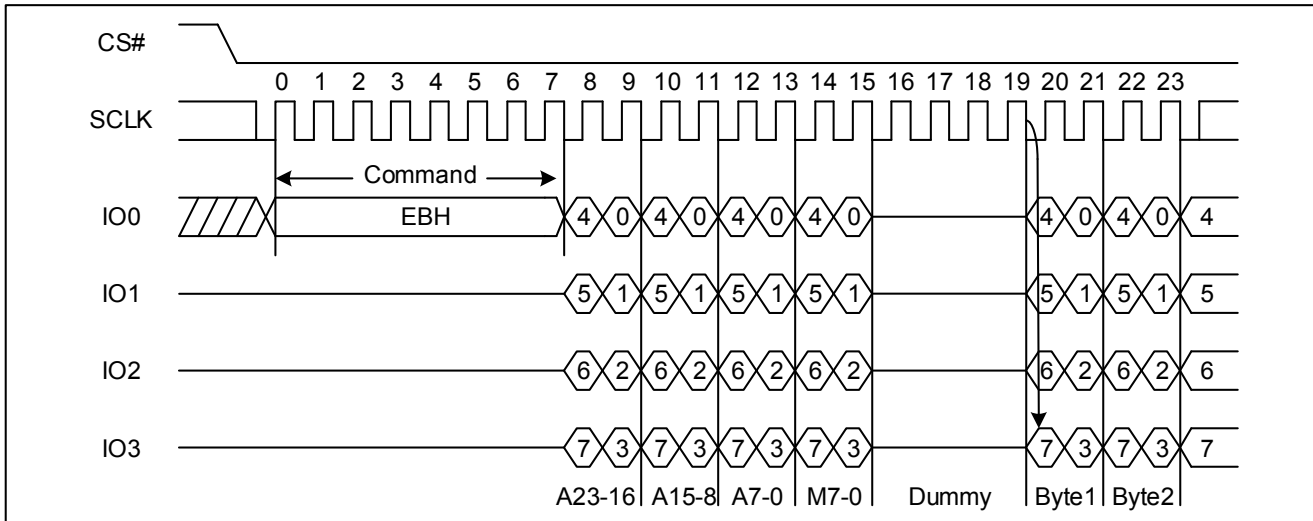 CS#
0 1 2 3 4 5 6 7 8 9 10 11 12 13 14 15 16 17 18 19 20 21 22 23
SCLK
Command
IO0 EBH 4 0 4 0 4 0 4 0 4 0 4 0 4
IO1 5 1 5 1 5 1 5 1 5 1 5 1 5
IO2 6 2 6 2 6 2 6 2 6 2 6 2 6
IO3 7 3 7 3 7 3 7 3 7 3 7 3 7
A23-16 A15-8 A7-0 M7-0 Dummy Byte1 Byte2